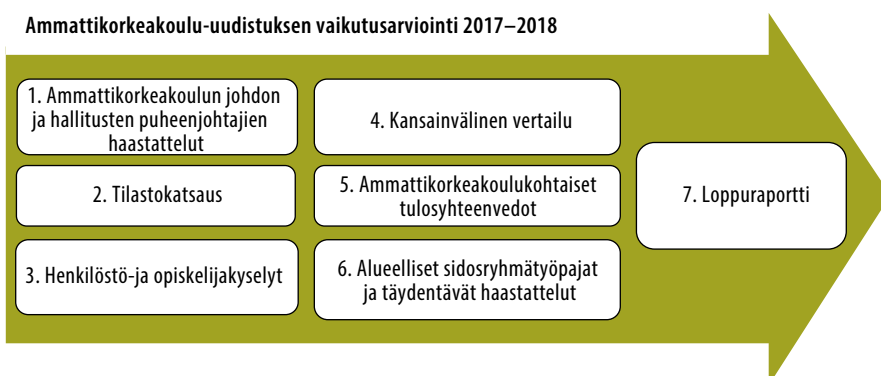 Ammattikorkeakoulu-uudistuksen vaikutusarviointi 2017–2018
1. Ammattikorkeakoulun johdon
ja hallitusten puheenjohtajien
haastattelut
2. Tilastokatsaus
3. Henkilöstö-ja opiskelijakyselyt
4. Kansainvälinen vertailu
5. Ammattikorkeakoulukohtaiset
tulosyhteenvedot
6. Alueelliset sidosryhmätyöpajat
ja täydentävät haastattelut
7. Loppuraportti